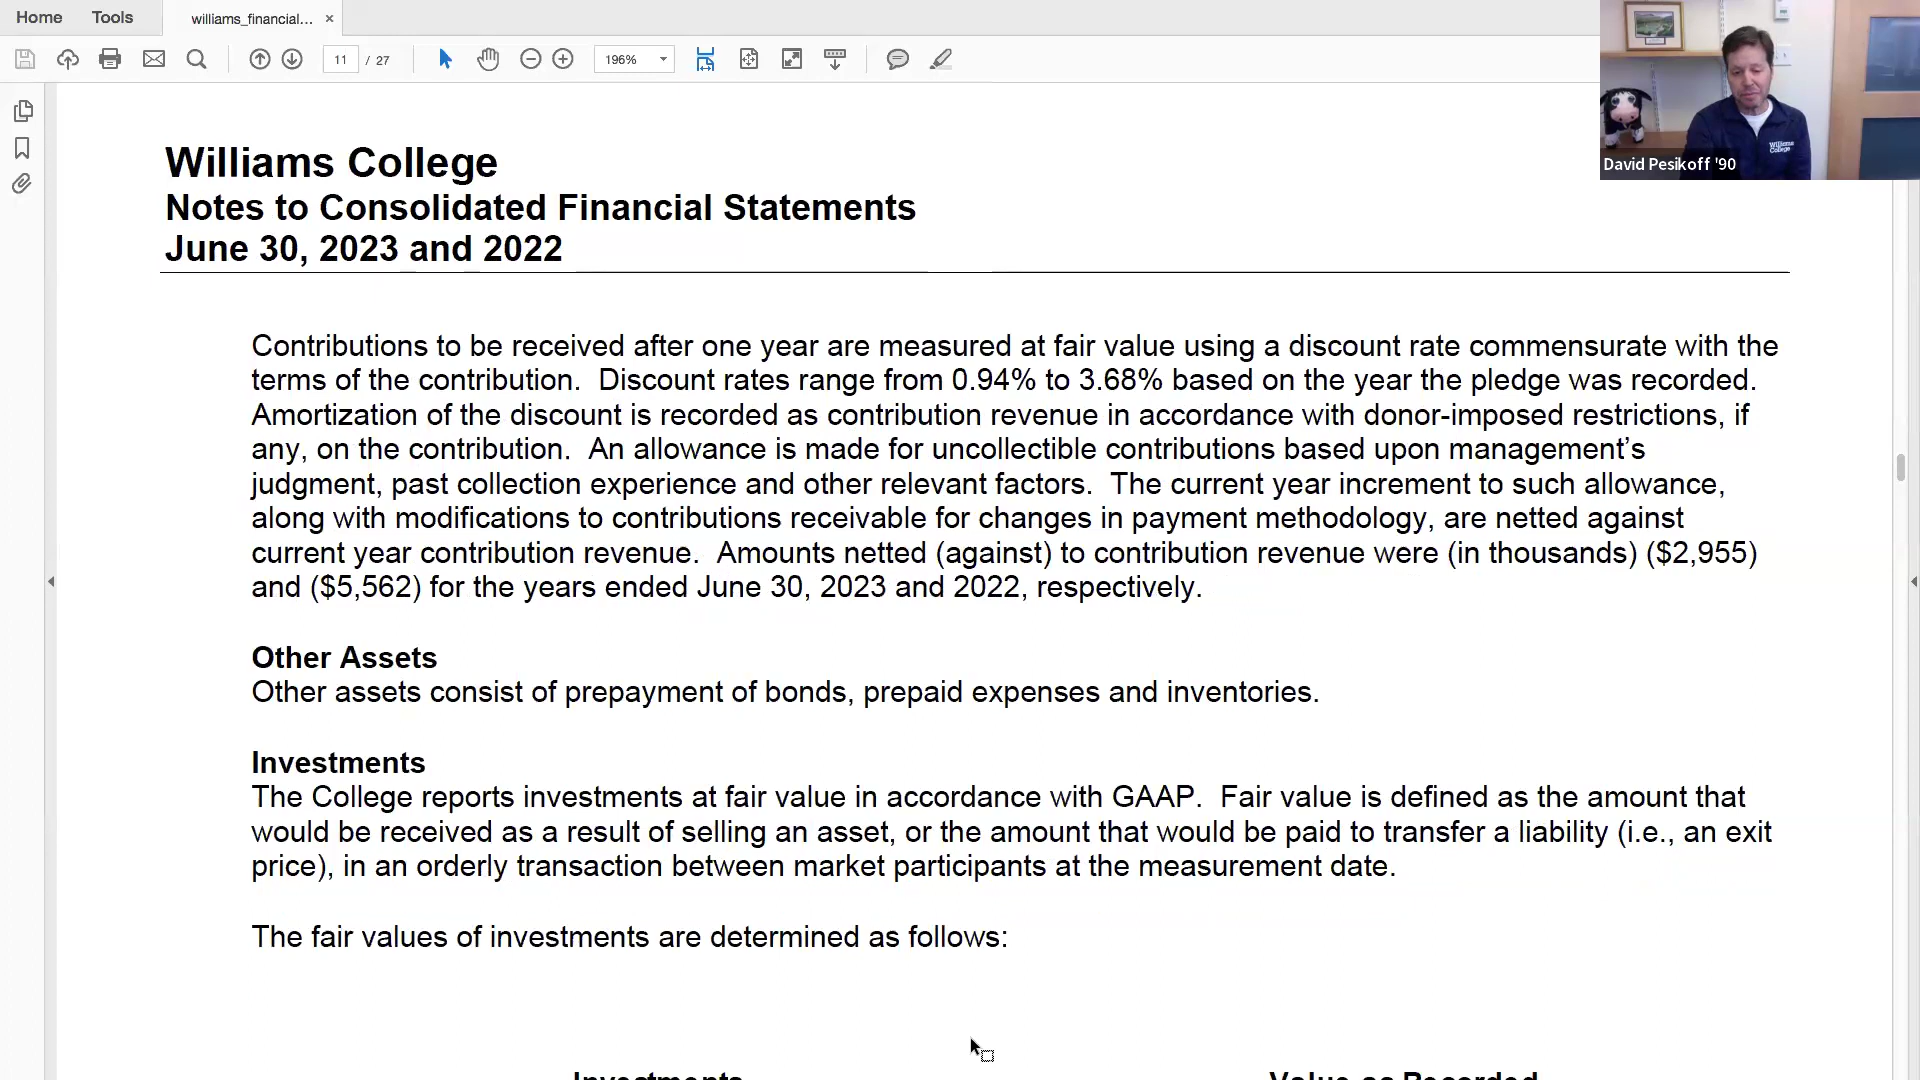 Home
Tools
williams_financial...
11 / 27
196%
Williams College
David Pesikoff '90
Williams College
Notes to Consolidated Financial Statements
June 30, 2023 and 2022
Contributions to be received after one year are measured at fair value using a discount rate commensurate with the
terms of the contribution.  Discount rates range from 0.94% to 3.68% based on the year the pledge was recorded.
Amortization of the discount is recorded as contribution revenue in accordance with donor-imposed restrictions, if
any, on the contribution.  An allowance is made for uncollectible contributions based upon management’s
judgment, past collection experience and other relevant factors.  The current year increment to such allowance,
along with modifications to contributions receivable for changes in payment methodology, are netted against
current year contribution revenue.  Amounts netted (against) to contribution revenue were (in thousands) ($2,955)
and ($5,562) for the years ended June 30, 2023 and 2022, respectively.
Other Assets
Other assets consist of prepayment of bonds, prepaid expenses and inventories.
Investments
The College reports investments at fair value in accordance with GAAP.  Fair value is defined as the amount that
would be received as a result of selling an asset, or the amount that would be paid to transfer a liability (i.e., an exit
price), in an orderly transaction between market participants at the measurement date.
The fair values of investments are determined as follows:
Investments
Value as Recorded